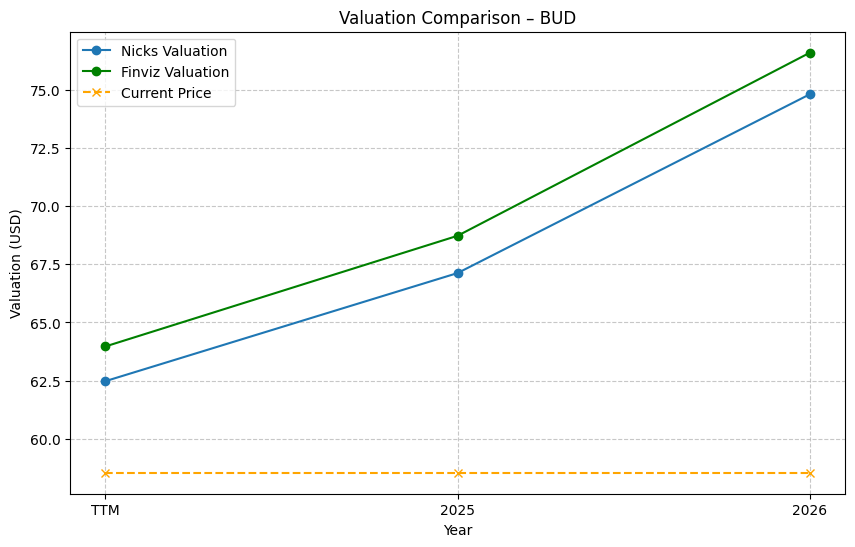 Valuation Comparison – BUD
Nicks Valuation
Finviz Valuation
Current Price
Valuation (USD)
75.0
72.5
70.0
67.5
65.0
62.5
60.0
TTM
2025
2026
Year